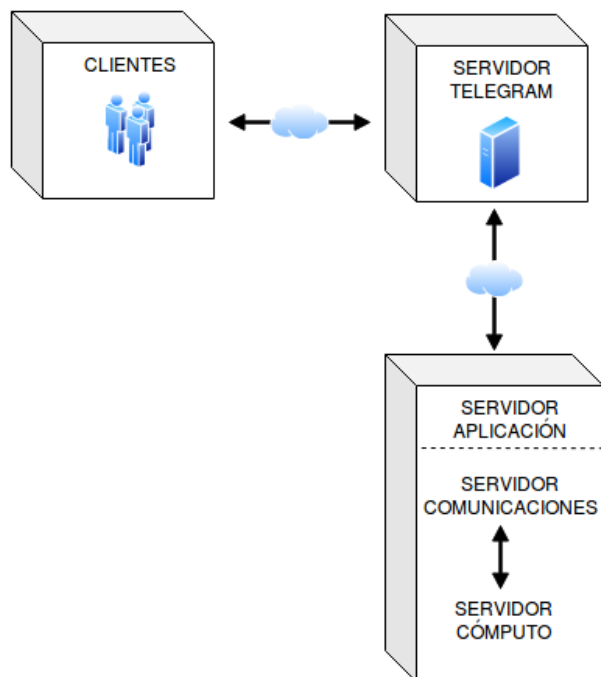 CLIENTES
SERVIDOR
TELEGRAM
SERVIDOR
APLICACIÓN
SERVIDOR
COMUNICACIONES
SERVIDOR
CÓMPUTO